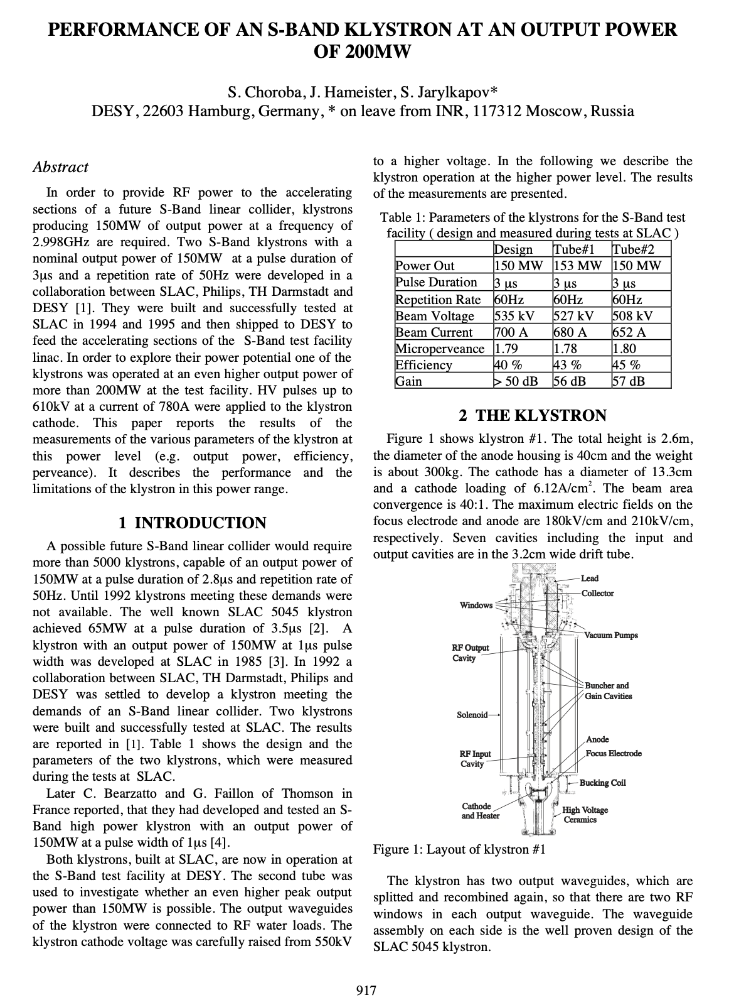 PERFORMANCE OF AN S-BAND KLYSTRON AT AN OUTPUT POWER
OF 200MW
S. Choroba, J. Hameister, S. Jarylkapov*
DESY, 22603 Hamburg, Germany, * on leave from INR, 117312 Moscow, Russia
Abstract
In order to provide RF power to the accelerating
sections of a future S-Band linear collider, klystrons
producing 150MW of output power at a frequency of
2.998GHz are required. Two S-Band klystrons with a
nominal output power of 150MW at a pulse duration of
3µs and a repetition rate of 50Hz were developed in a
collaboration between SLAC, Philips, TH Darmstadt and
DESY [1]. They were built and successfully tested at
SLAC in 1994 and 1995 and then shipped to DESY to
feed the accelerating sections of the S-Band test facility
linac. In order to explore their power potential one of the
klystrons was operated at an even higher output power of
more than 200MW at the test facility. HV pulses up to
610kV at a current of 780A were applied to the klystron
cathode. This paper reports the results of the
measurements of the various parameters of the klystron at
this power level (e.g. output power, efficiency,
perveance). It describes the performance and the
limitations of the klystron in this power range.
1 INTRODUCTION
A possible future S-Band linear collider would require
more than 5000 klystrons, capable of an output power of
150MW at a pulse duration of 2.8µs and repetition rate of
50Hz. Until 1992 klystrons meeting these demands were
not available. The well known SLAC 5045 klystron
achieved 65MW at a pulse duration of 3.5µs [2]. A
klystron with an output power of 150MW at 1µs pulse
width was developed at SLAC in 1985 [3]. In 1992 a
collaboration between SLAC, TH Darmstadt, Philips and
DESY was settled to develop a klystron meeting the
demands of an S-Band linear collider. Two klystrons
were built and successfully tested at SLAC. The results
are reported in [1]. Table 1 shows the design and the
parameters of the two klystrons, which were measured
during the tests at SLAC.
Later C. Bearzatto and G. Faillon of Thomson in
France reported, that they had developed and tested an S-
Band high power klystron with an output power of
150MW at a pulse width of 1µs [4].
Both klystrons, built at SLAC, are now in operation at
the S-Band test facility at DESY. The second tube was
used to investigate whether an even higher peak output
power than 150MW is possible. The output waveguides
of the klystron were connected to RF water loads. The
klystron cathode voltage was carefully raised from 550kV
to a higher voltage. In the following we describe the
klystron operation at the higher power level. The results
of the measurements are presented.
Table 1: Parameters of the klystrons for the S-Band test
facility ( design and measured during tests at SLAC )
Design Tube#1 Tube#2
Power Out 150 MW 153 MW 150 MW
Pulse Duration 3 µs 3 µs 3 µs
Repetition Rate 60Hz 60Hz 60Hz
Beam Voltage 535 kV 527 kV 508 kV
Beam Current 700 A 680 A 652 A
Microperveance 1.79 1.78 1.80
Efficiency 40 % 43 % 45 %
Gain > 50 dB 56 dB 57 dB
2 THE KLYSTRON
Figure 1 shows klystron #1. The total height is 2.6m,
the diameter of the anode housing is 40cm and the weight
is about 300kg. The cathode has a diameter of 13.3cm
and a cathode loading of 6.12A/cm². The beam area
convergence is 40:1. The maximum electric fields on the
focus electrode and anode are 180kV/cm and 210kV/cm,
respectively. Seven cavities including the input and
output cavities are in the 3.2cm wide drift tube.
Lead
Collector
Windows
Vacuum Pumps
RF Output
Cavity
Buncher and
Gain Cavities
Solenoid
Anode
RF Input
Cavity
Focus Electrode
Bucking Coil
Cathode
and Heater
High Voltage
Ceramics
Figure 1: Layout of klystron #1
The klystron has two output waveguides, which are
splitted and recombined again, so that there are two RF
windows in each output waveguide. The waveguide
assembly on each side is the well proven design of the
SLAC 5045 klystron.
917